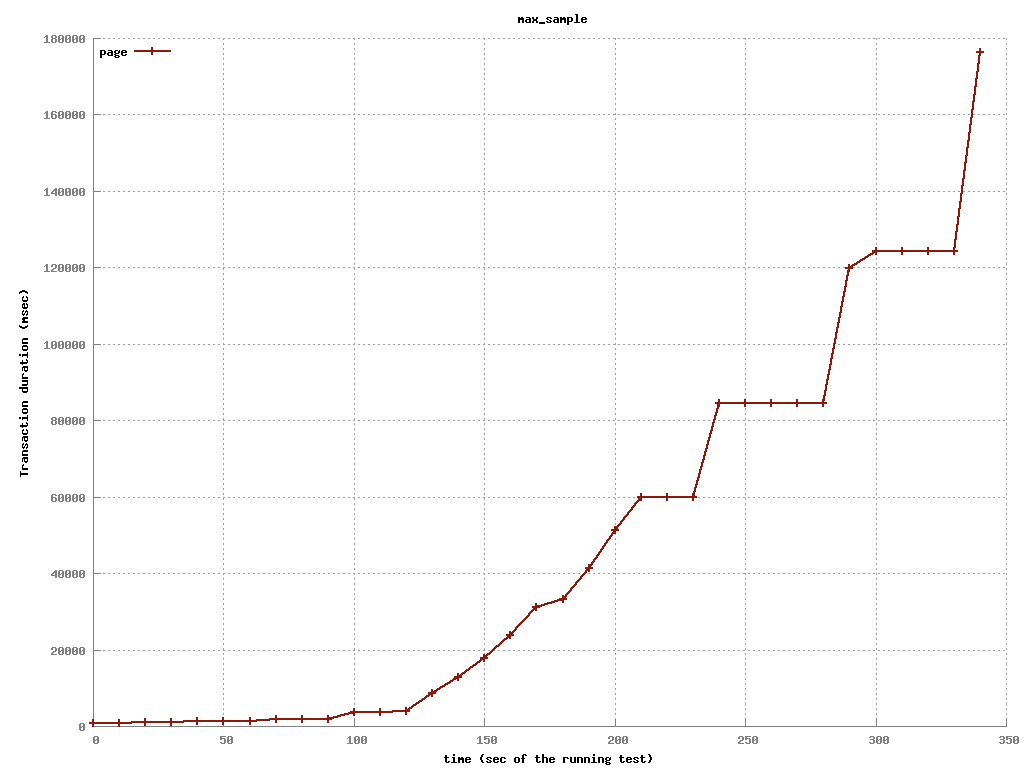 max_sample
page
180000
160000
140000
120000
100000
80000
60000
40000
20000
0
Transaction duration (msec)
0 50 100 150 200 250 300 350
time (sec of the running test)